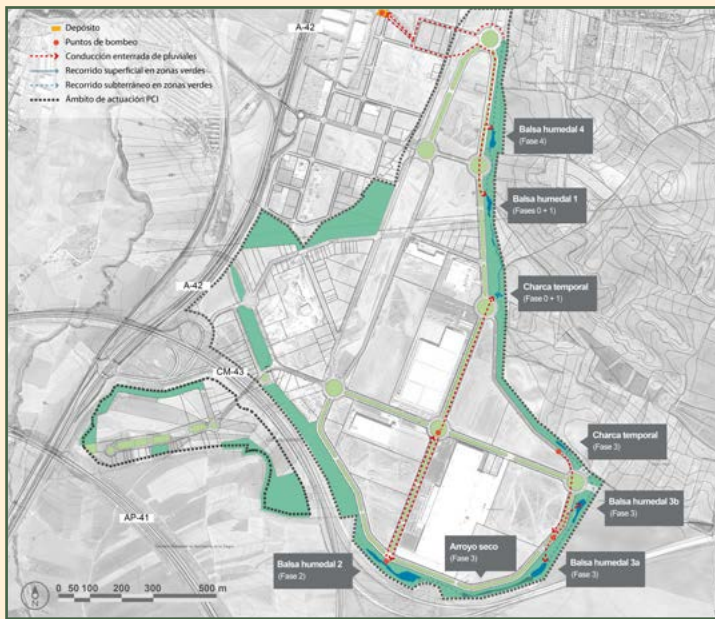 Depósito
Puntos de bombeo
Conducción enterrada de pluviales
Recorrido superficial en zonas verdes
Recorrido subterráneo en zonas verdes
Ámbito de actuación PCI
A-42
Balsa humedal 4
(Fase 4)
Balsa humedal 1
(Fases 0 + 1)
A-42
Charca temporal
(Fase 0 + 1)
CM-43
Charca temporal
(Fase 3)
Balsa humedal 3b
(Fase 3)
AP-41
Arroyo seco
(Fase 3)
Balsa humedal 2
(Fase 2)
Balsa humedal 3a
(Fase 3)
N
0 50 100 200 300 500 m